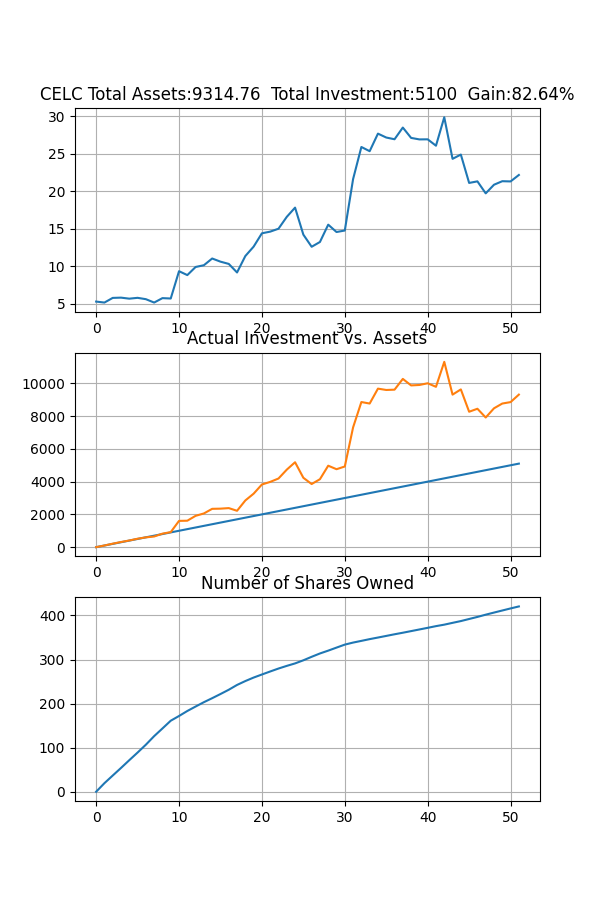 CELC Total Assets:9314.76  Total Investment:5100  Gain:82.64%
30
25
20
15
10
5
0 10 20 30 40 50
Actual Investment vs. Assets
10000
8000
6000
4000
2000
0
0 10 20 30 40 50
Number of Shares Owned
400
300
200
100
0
0 10 20 30 40 50